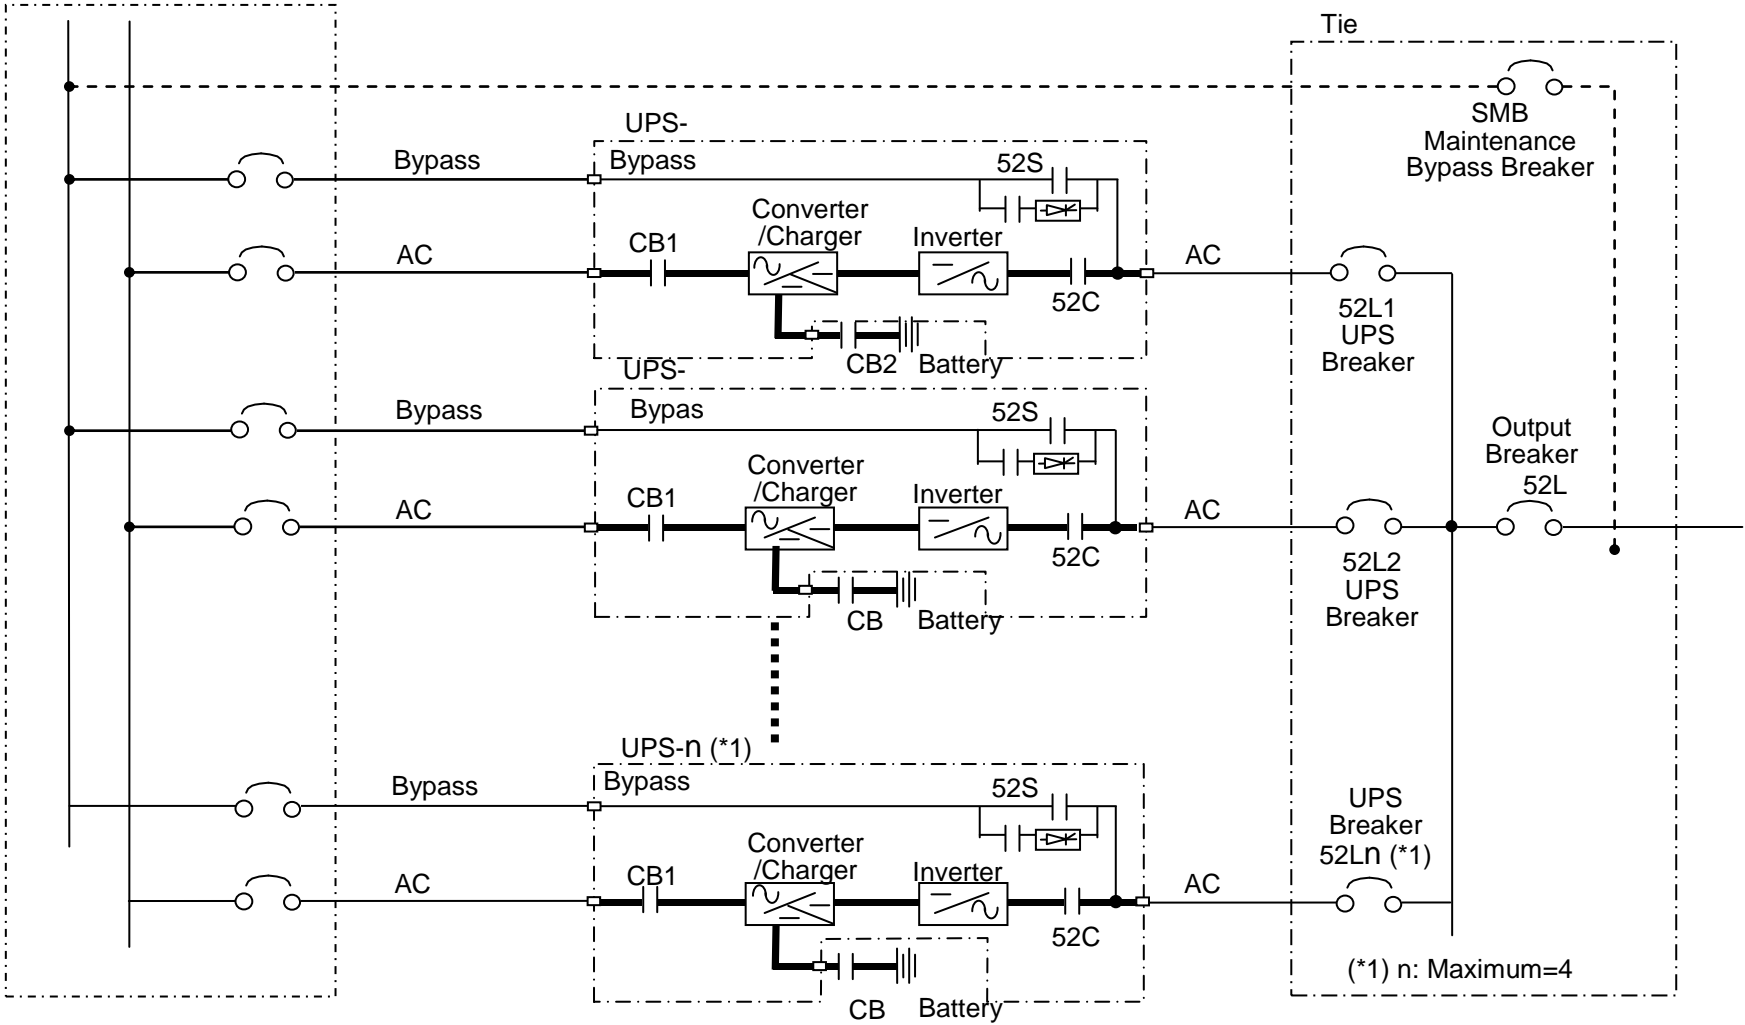 Tie
SMB
Maintenance
Bypass Breaker
UPS-
Bypass
Bypass
52S
Converter
/Charger
CB1
Inverter
AC
52C
AC
52L1
UPS
Breaker
CB2
Battery
UPS-
Bypass
Bypas
52S
Converter
/Charger
CB1
Inverter
AC
52C
AC
Output
Breaker
52L
52L2
UPS
Breaker
CB
Battery
UPS-n (*1)
Bypass
Bypass
52S
Converter
/Charger
CB1
Inverter
AC
52C
AC
UPS
Breaker
52Ln (*1)
CB
Battery
(*1) n: Maximum=4